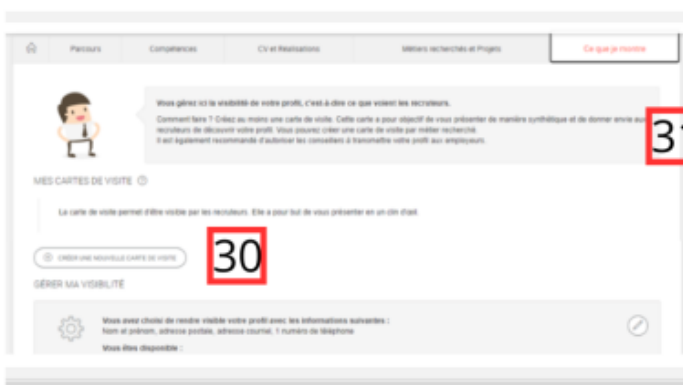 Parcours Compétences CV et Réalisations Métiers recherchés et Projets Ce que je montre
Vous gérez ici la visibilité de votre profil, c'est-à-dire ce que voient les recruteurs.
Comment faire ? Créez au moins une carte de visite. Cette carte a pour objectif de vous présenter de manière synthétique et de donner envie aux
recruteurs de découvrir votre profil. Vous pouvez créer une carte de visite par métier recherché.
Il est également recommandé d'autoriser les conseillers à transmettre votre profil aux employeurs.
31
MES CARTES DE VISITE
La carte de visite permet d'être visible par les recruteurs. Elle a pour but de vous présenter en un clin d'œil
CRÉER UNE NOUVELLE CARTE DE VISITE
30
GÉRER MA VISIBILITÉ
Vous avez choisi de rendre visible votre profil avec les informations suivantes :
Nom et prénom, adresse postale, adresse courriel, 1 numéro de téléphone
Vous êtes disponible :